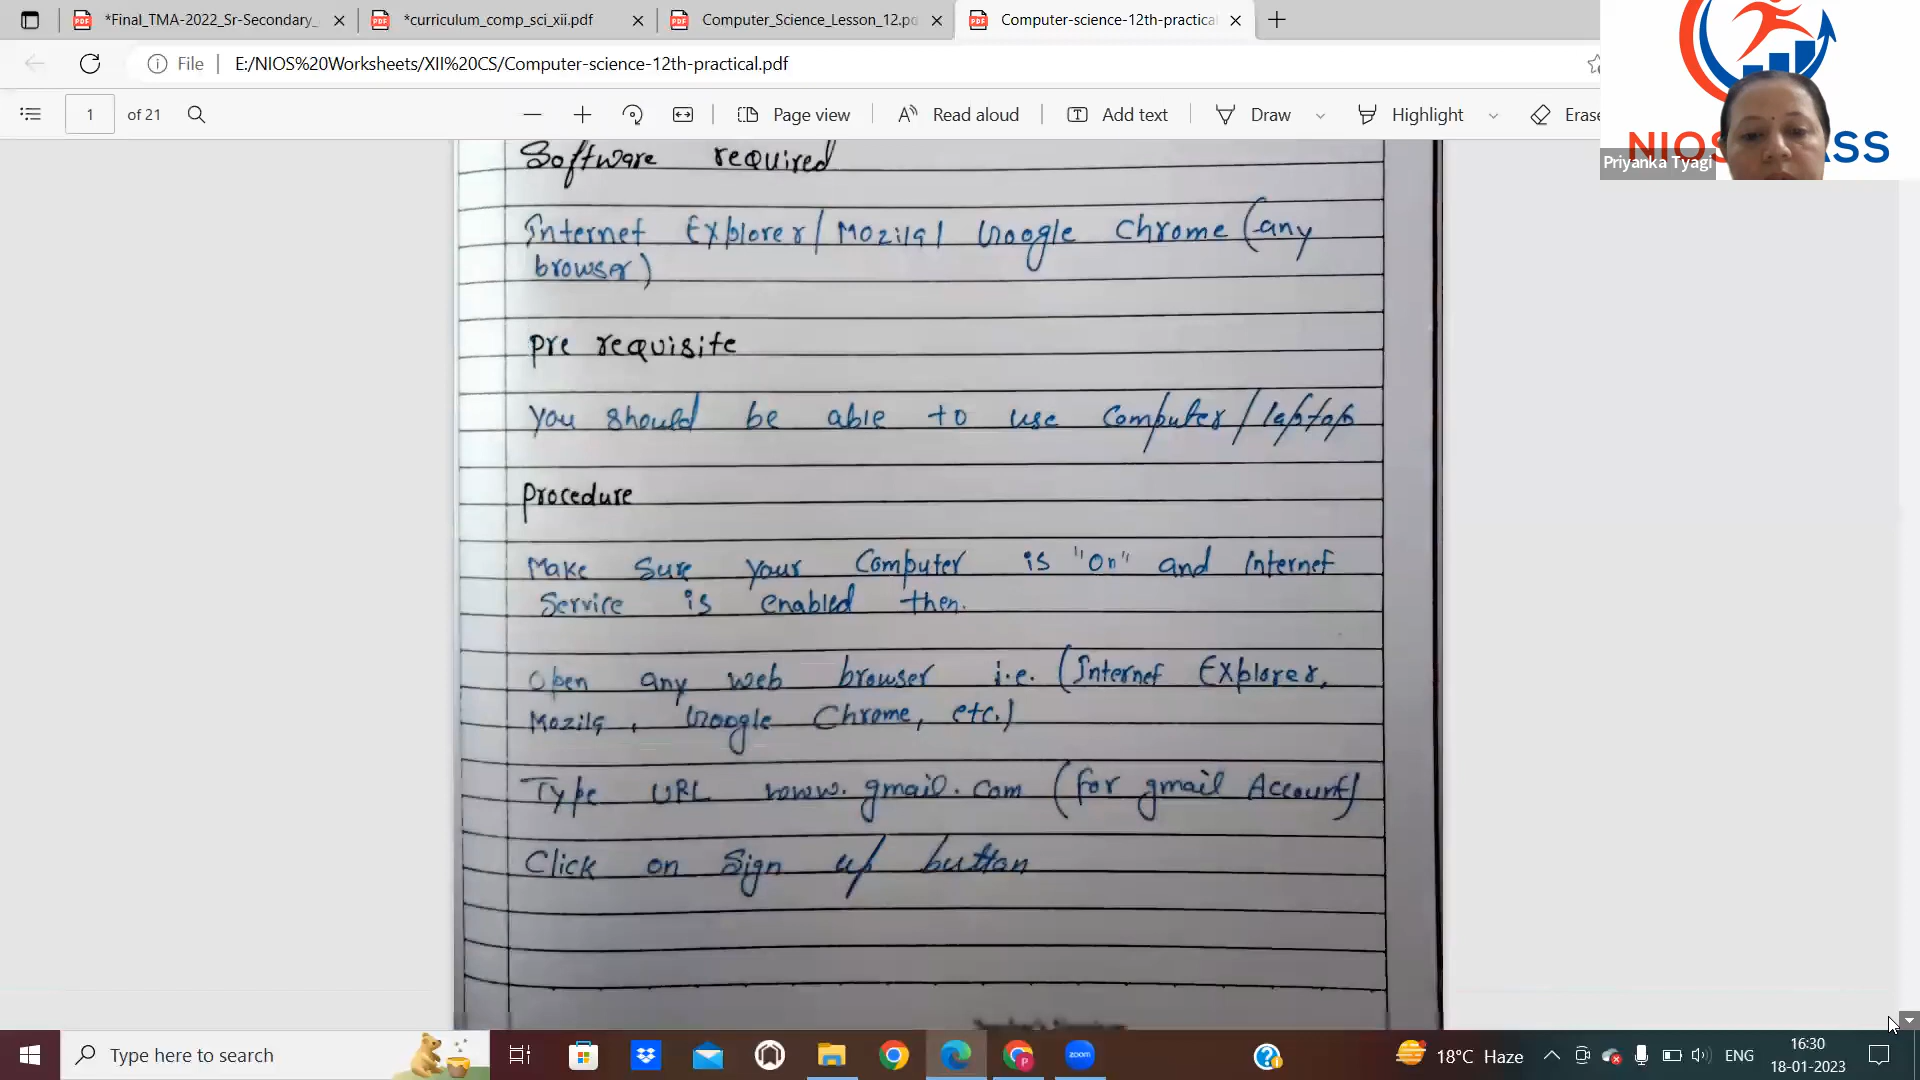 *Final_TMA-2022_Sr-Secondary_
*curriculum_comp_sci_xii.pdf
Computer_Science_Lesson_12.pd
Computer-science-12th-practical
File
E:/NIOS%20Worksheets/XII%20CS/Computer-science-12th-practical.pdf
1 of 21
Page view
Read aloud
Add text
Draw
Highlight
Erase
NIOS ASS
Priyanka Tyagi
Software required
Internet Explorer/Mozila/ Google Chrome (any
browser)
pre requisite
you should be able to use Computer/laptop
procedure
Make sure your Computer is "on" and Internet
Service is enabled then.
Open any web browser i.e. (Internet Explorer,
Mozila, Google Chrome, etc.)
Type URL www.gmail.com (for gmail Account)
Click on Sign up button
Type here to search
zoom
18°C Haze
ENG
16:30
18-01-2023